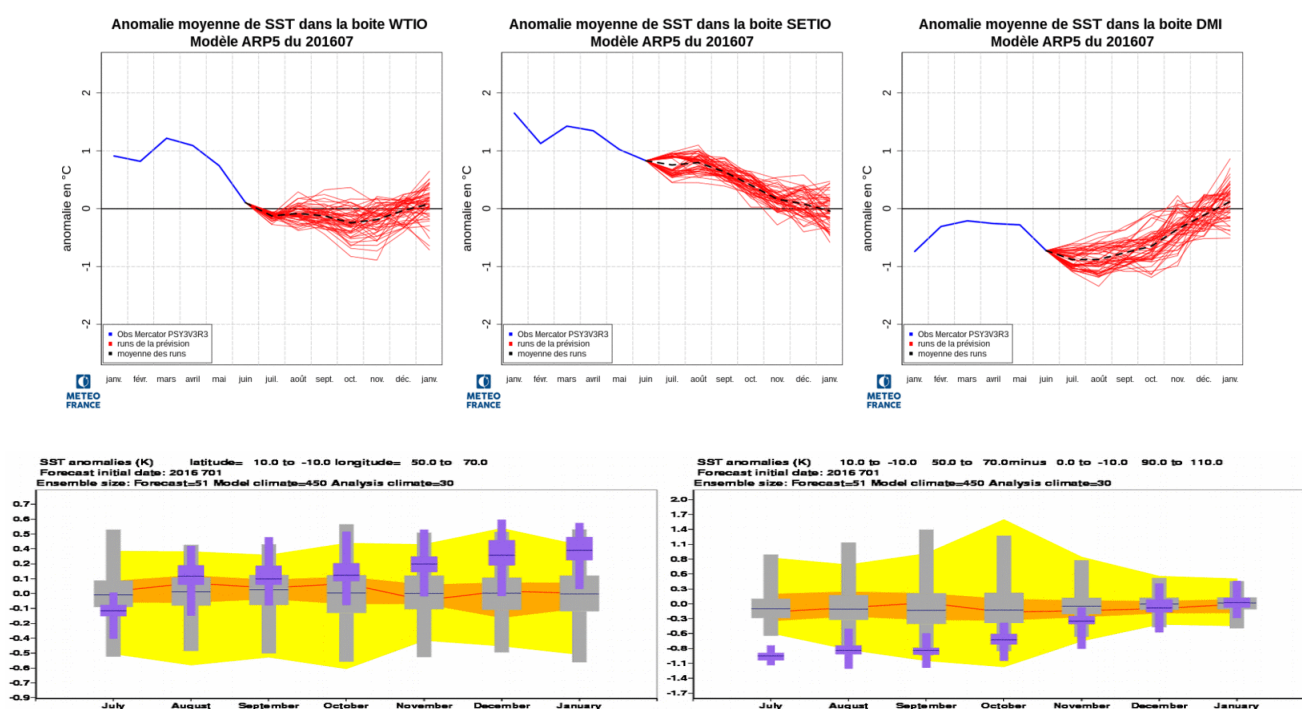 Anomalie moyenne de SST dans la boite WTIO
Modèle ARP5 du 201607
anomalie en °C
2
1
0
-1
-2
Obs Mercator PSY3V3R3
runs de la prévision
moyenne des runs
janv. févr. mars avril mai juin juil. août sept. oct. nov. déc. janv.
METEO
FRANCE
Anomalie moyenne de SST dans la boite SETIO
Modèle ARP5 du 201607
anomalie en °C
2
1
0
-1
-2
Obs Mercator PSY3V3R3
runs de la prévision
moyenne des runs
janv. févr. mars avril mai juin juil. août sept. oct. nov. déc. janv.
METEO
FRANCE
Anomalie moyenne de SST dans la boite DMI
Modèle ARP5 du 201607
anomalie en °C
2
1
0
-1
-2
Obs Mercator PSY3V3R3
runs de la prévision
moyenne des runs
janv. févr. mars avril mai juin juil. août sept. oct. nov. déc. janv.
METEO
FRANCE
SST anomalies (K) latitude= 10.0 to -10.0 longitude= 50.0 to 70.0
Forecast initial date: 2016 701
Ensemble size: Forecast=51 Model climate=450 Analysis climate=30
0.7
0.6
0.5
0.4
0.2
0.1
0.0
-0.1
-0.2
-0.4
-0.5
-0.6
-0.7
-0.9
July August September October November December January
SST anomalies (K) 10.0 to -10.0 50.0 to 70.0minus 0.0 to -10.0 90.0 to 110.0
Forecast initial date: 2016 701
Ensemble size: Forecast=51 Model climate=450 Analysis climate=30
2.0
1.7
1.4
1.1
0.8
0.6
0.3
0.0
-0.3
-0.6
-0.8
-1.1
-1.4
-1.7
July August September October November December January